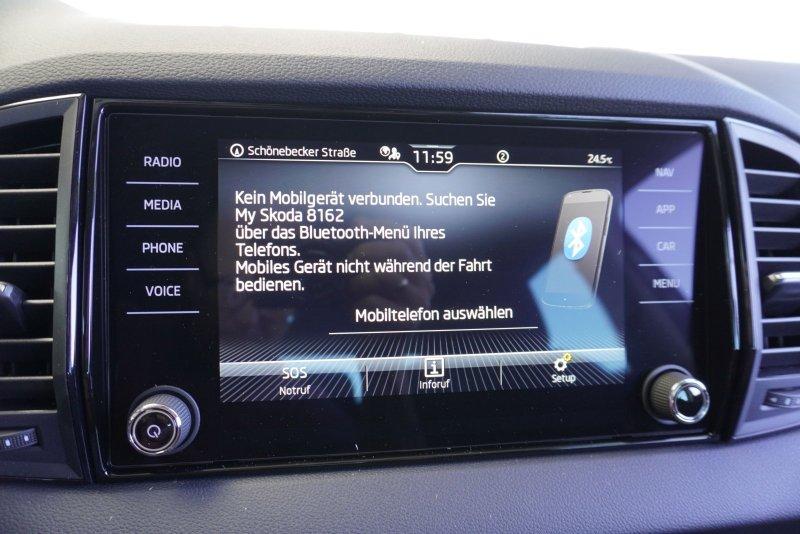 Schönebecker Straße
11:59
2
24.5°C
RADIO
MEDIA
PHONE
VOICE
NAV
APP
CAR
MENU
Kein Mobilgerät verbunden. Suchen Sie
My Skoda 8162
über das Bluetooth-Menü Ihres
Telefons.
Mobiles Gerät nicht während der Fahrt
bedienen.
Mobiltelefon auswählen
SOS
Notruf
i
Inforuf
Setup